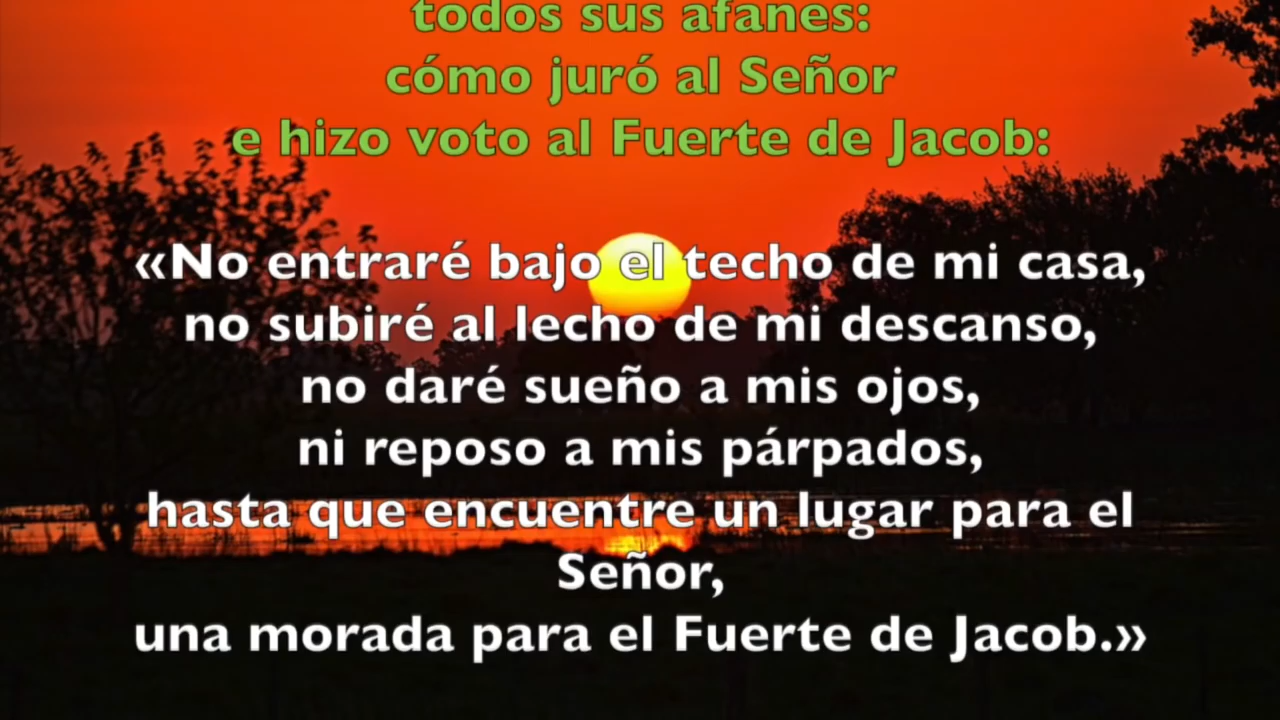 todos sus afanes:
cómo juró al Señor
e hizo voto al Fuerte de Jacob:
«No entraré bajo el techo de mi casa,
no subiré al lecho de mi descanso,
no daré sueño a mis ojos,
ni reposo a mis párpados,
hasta que encuentre un lugar para el
Señor,
una morada para el Fuerte de Jacob.»